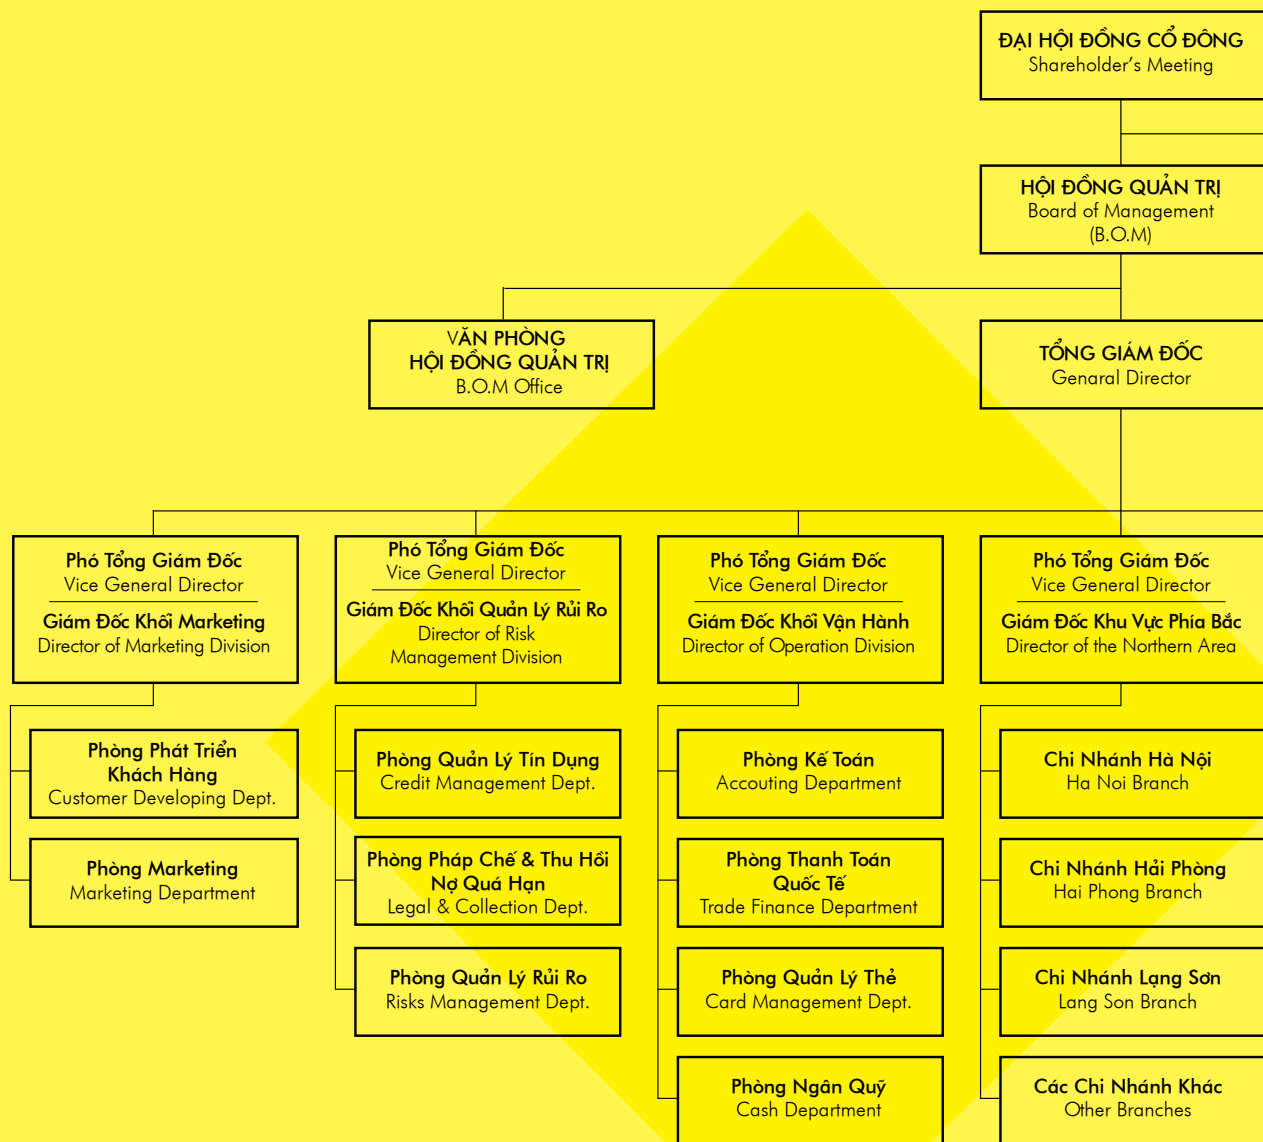 ĐẠI HỘI ĐỒNG CỔ ĐÔNG
Shareholder's Meeting
HỘI ĐỒNG QUẢN TRỊ
Board of Management
(B.O.M)
VĂN PHÒNG
HỘI ĐỒNG QUẢN TRỊ
B.O.M Office
TỔNG GIÁM ĐỐC
Genaral Director
Phó Tổng Giám Đốc
Vice General Director
Giám Đốc Khối Marketing
Director of Marketing Division
Phó Tổng Giám Đốc
Vice General Director
Giám Đốc Khối Quản Lý Rủi Ro
Director of Risk
Management Division
Phó Tổng Giám Đốc
Vice General Director
Giám Đốc Khối Vận Hành
Director of Operation Division
Phó Tổng Giám Đốc
Vice General Director
Giám Đốc Khu Vực Phía Bắc
Director of the Northern Area
Phòng Phát Triển
Khách Hàng
Customer Developing Dept.
Phòng Marketing
Marketing Department
Phòng Quản Lý Tín Dụng
Credit Management Dept.
Phòng Pháp Chế & Thu Hồi
Nợ Quá Hạn
Legal & Collection Dept.
Phòng Quản Lý Rủi Ro
Risks Management Dept.
Phòng Kế Toán
Accouting Department
Phòng Thanh Toán
Quốc Tế
Trade Finance Department
Phòng Quản Lý Thẻ
Card Management Dept.
Phòng Ngân Quỹ
Cash Department
Chi Nhánh Hà Nội
Ha Noi Branch
Chi Nhánh Hải Phòng
Hai Phong Branch
Chi Nhánh Lạng Sơn
Lang Son Branch
Các Chi Nhánh Khác
Other Branches